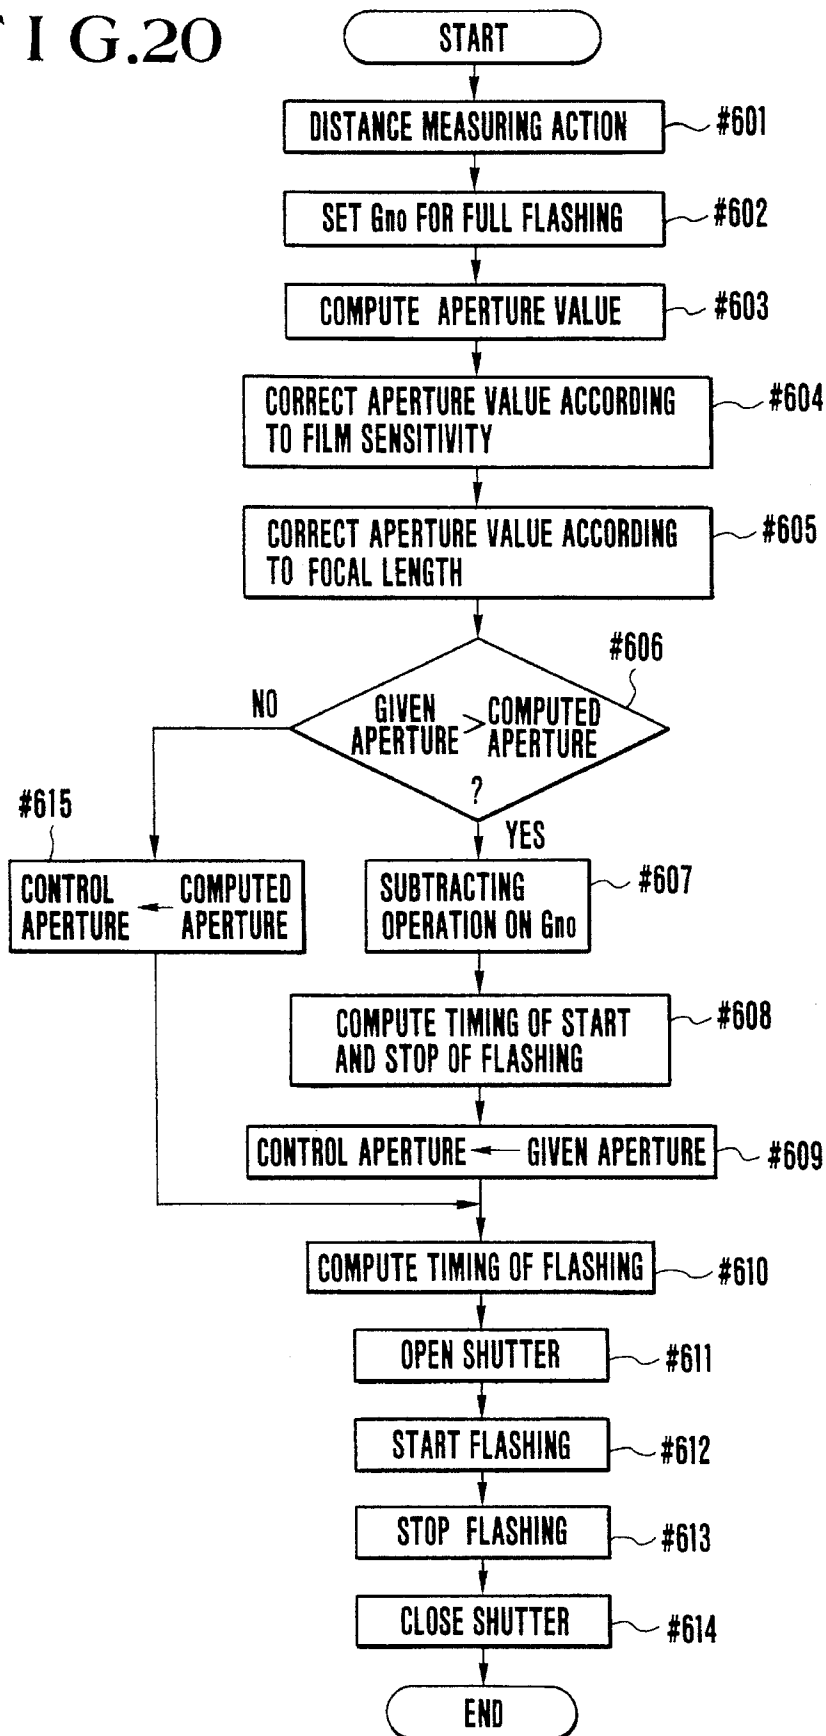 FIG.20
START
DISTANCE MEASURING ACTION
#601
SET Gno FOR FULL FLASHING
#602
COMPUTE APERTURE VALUE
#603
CORRECT APERTURE VALUE ACCORDING
TO FILM SENSITIVITY
#604
CORRECT APERTURE VALUE ACCORDING
TO FOCAL LENGTH
#605
#606
GIVEN APERTURE > COMPUTED APERTURE
?
NO
YES
#615
CONTROL APERTURE ← COMPUTED APERTURE
SUBTRACTING
OPERATION ON Gno
#607
COMPUTE TIMING OF START
AND STOP OF FLASHING
#608
CONTROL APERTURE ← GIVEN APERTURE
#609
COMPUTE TIMING OF FLASHING
#610
OPEN SHUTTER
#611
START FLASHING
#612
STOP FLASHING
#613
CLOSE SHUTTER
#614
END